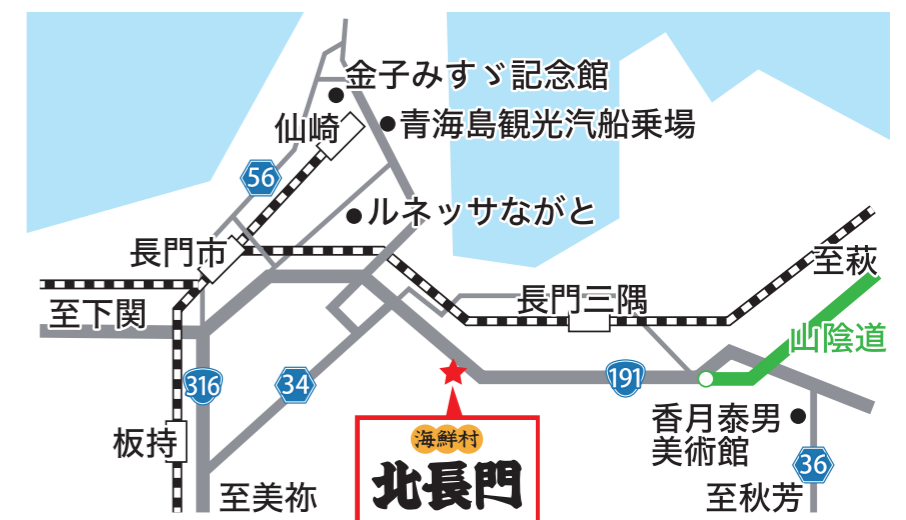 金子みすゞ記念館
仙崎
青海島観光汽船乗場
56
ルネッサながと
長門市
至萩
至下関
長門三隅
山陰道
316
34
191
香月泰男
美術館
板持
海鮮村
北長門
36
至美祢
至秋芳